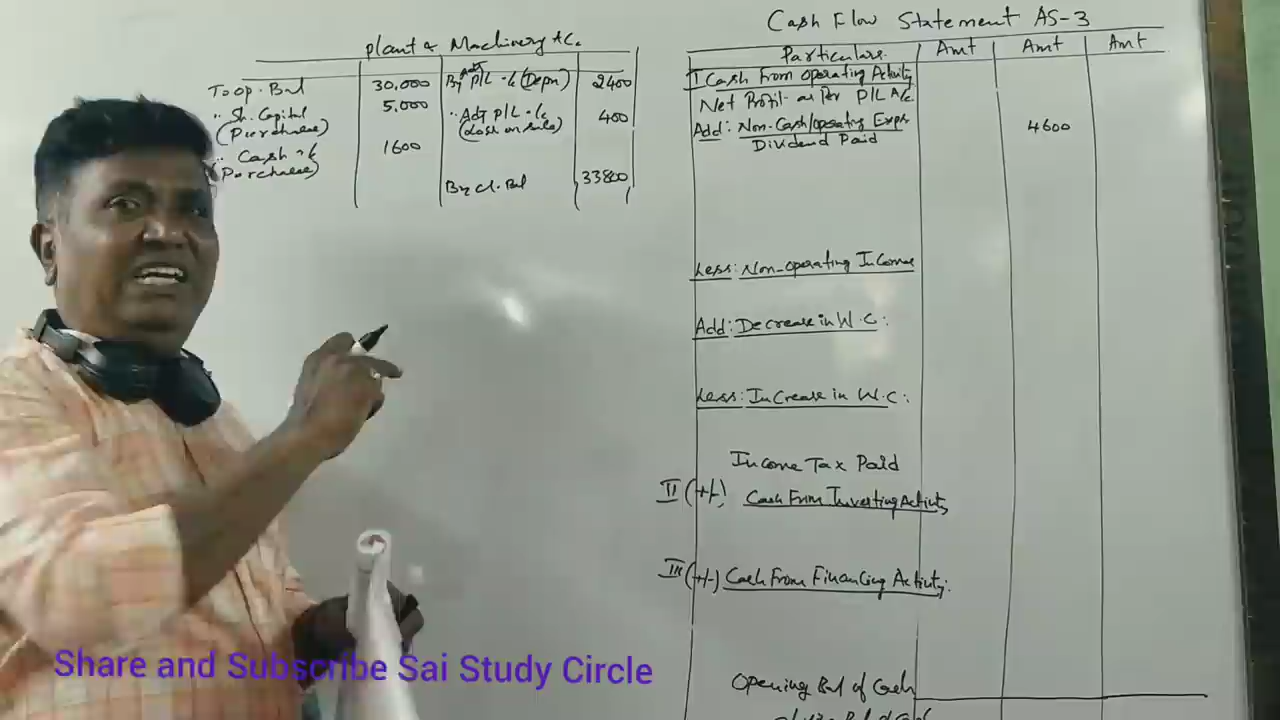 Plant & Machinery A/c.
To op. Bal 30,000 By Adj P/L a/c (Depn) 2400
" Sh. Capital 5,000 " Adj P/L a/c 400
(Purchases) (Loss on sale)
" Cash a/c 1600
(Purchases)
By cl. Bal 33800
Cash Flow Statement AS-3
Particulars Amt Amt Amt
I Cash From Operating Activity
Net Profit as Per P/L A/c.
Add: Non-Cash/operating Exps 4600
Dividend Paid
Less: Non-operating Income
Add: Decrease in W.C:
Less: Increase in W.C:
Income Tax Paid
II (+/-) Cash From Investing Activity
III (+/-) Cash From Financing Activity:
Opening Bal of Cash
Share and Subscribe Sai Study Circle